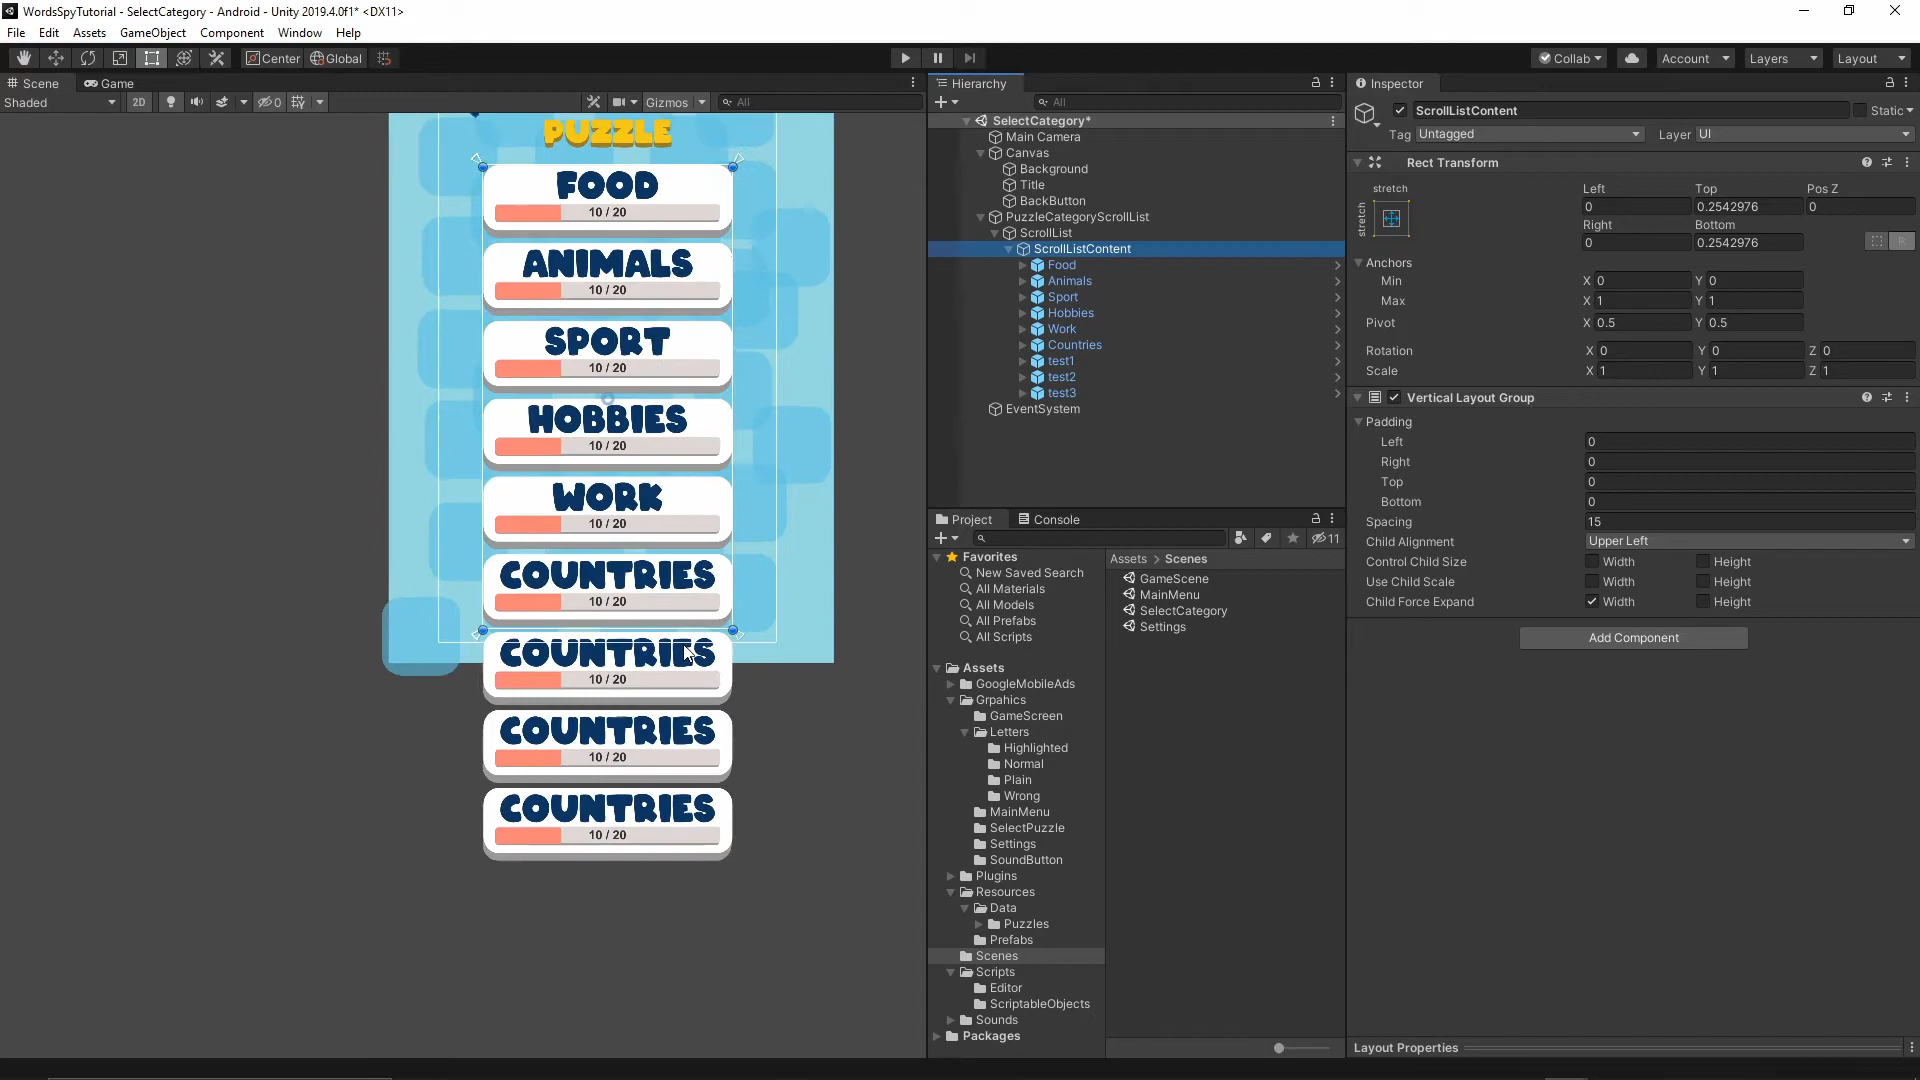 WordsSpyTutorial - SelectCategory - Android - Unity 2019.4.0f1* <DX11>
File Edit Assets GameObject Component Window Help
Center Global Collab Account Layers Layout
Scene Game
Shaded 2D 0 Gizmos All
PUZZLE
FOOD
10 / 20
ANIMALS
10 / 20
SPORT
10 / 20
HOBBIES
10 / 20
WORK
10 / 20
COUNTRIES
10 / 20
COUNTRIES
10 / 20
COUNTRIES
10 / 20
COUNTRIES
10 / 20
Hierarchy
All
SelectCategory*
Main Camera
Canvas
Background
Title
BackButton
PuzzleCategoryScrollList
ScrollList
ScrollListContent
Food
Animals
Sport
Hobbies
Work
Countries
test1
test2
test3
EventSystem
Project Console
11
Favorites
New Saved Search
All Materials
All Models
All Prefabs
All Scripts
Assets
GoogleMobileAds
Grpahics
GameScreen
Letters
Highlighted
Normal
Plain
Wrong
MainMenu
SelectPuzzle
Settings
SoundButton
Plugins
Resources
Data
Puzzles
Prefabs
Scenes
Scripts
Editor
ScriptableObjects
Sounds
Packages
Assets > Scenes
GameScene
MainMenu
SelectCategory
Settings
Inspector
ScrollListContent Static
Tag Untagged Layer UI
Rect Transform
stretch Left Top Pos Z
stretch 0 0.2542976 0
Right Bottom
0 0.2542976 R
Anchors
Min X 0 Y 0
Max X 1 Y 1
Pivot X 0.5 Y 0.5
Rotation X 0 Y 0 Z 0
Scale X 1 Y 1 Z 1
Vertical Layout Group
Padding
Left 0
Right 0
Top 0
Bottom 0
Spacing 15
Child Alignment Upper Left
Control Child Size Width Height
Use Child Scale Width Height
Child Force Expand Width Height
Add Component
Layout Properties